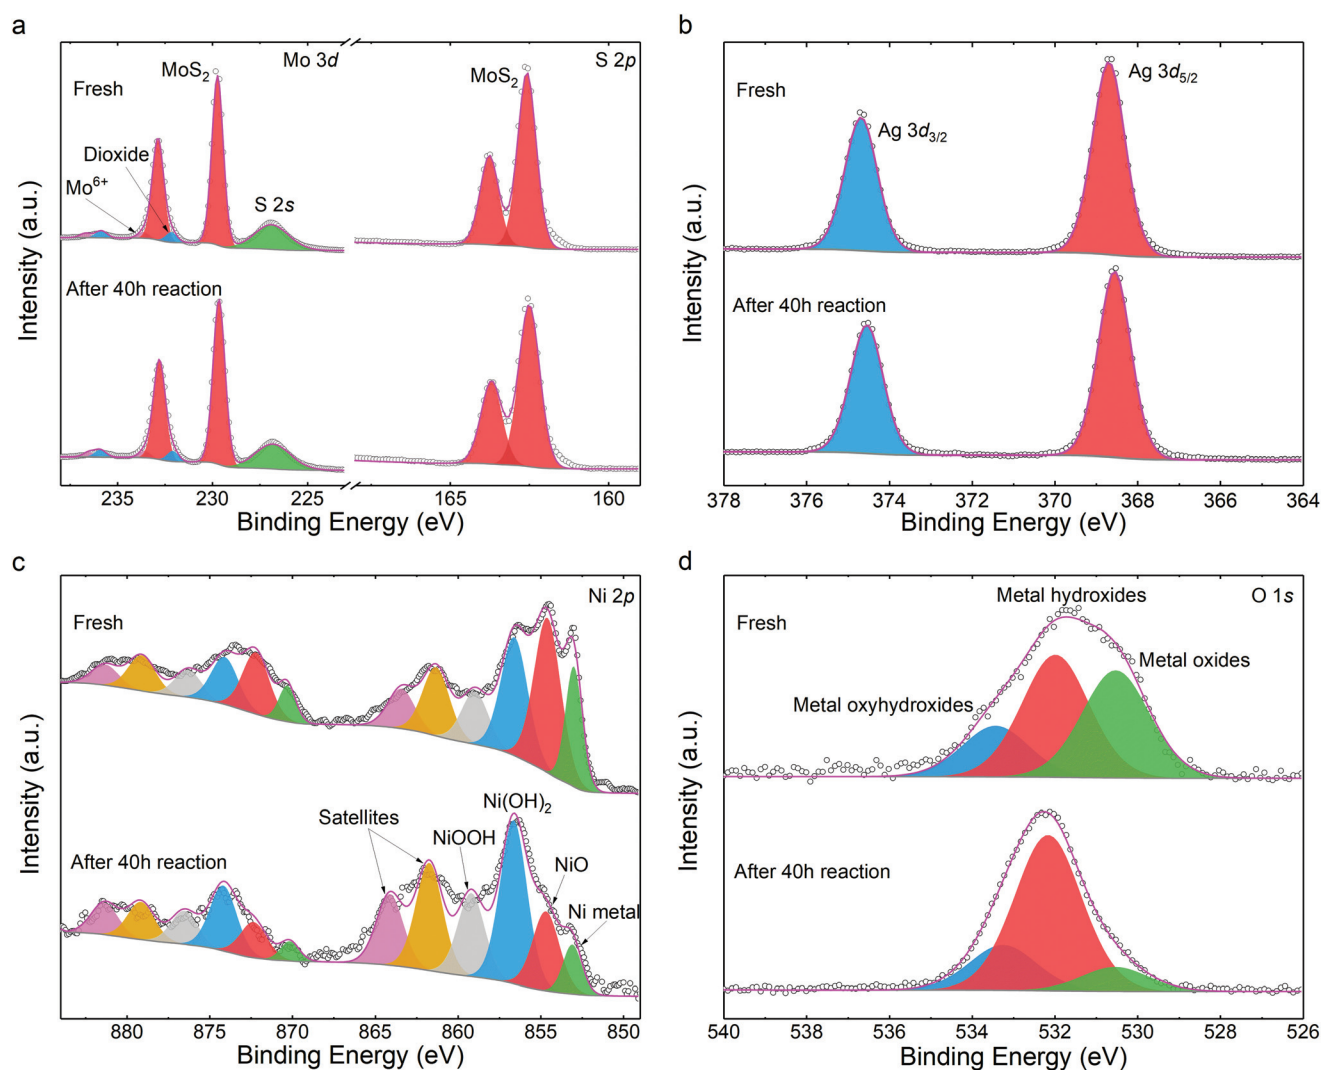 a
Mo 3d
S 2p
MoS2
MoS2
Fresh
Dioxide
Mo6+
S 2s
After 40h reaction
Intensity (a.u.)
235 230 225 165 160
Binding Energy (eV)
b
Fresh
Ag 3d5/2
Ag 3d3/2
After 40h reaction
Intensity (a.u.)
378 376 374 372 370 368 366 364
Binding Energy (eV)
c
Ni 2p
Fresh
Ni(OH)2
Satellites
NiOOH
After 40h reaction
NiO
Ni metal
Intensity (a.u.)
880 875 870 865 860 855 850
Binding Energy (eV)
d
Metal hydroxides
O 1s
Fresh
Metal oxides
Metal oxyhydroxides
After 40h reaction
Intensity (a.u.)
540 538 536 534 532 530 528 526
Binding Energy (eV)